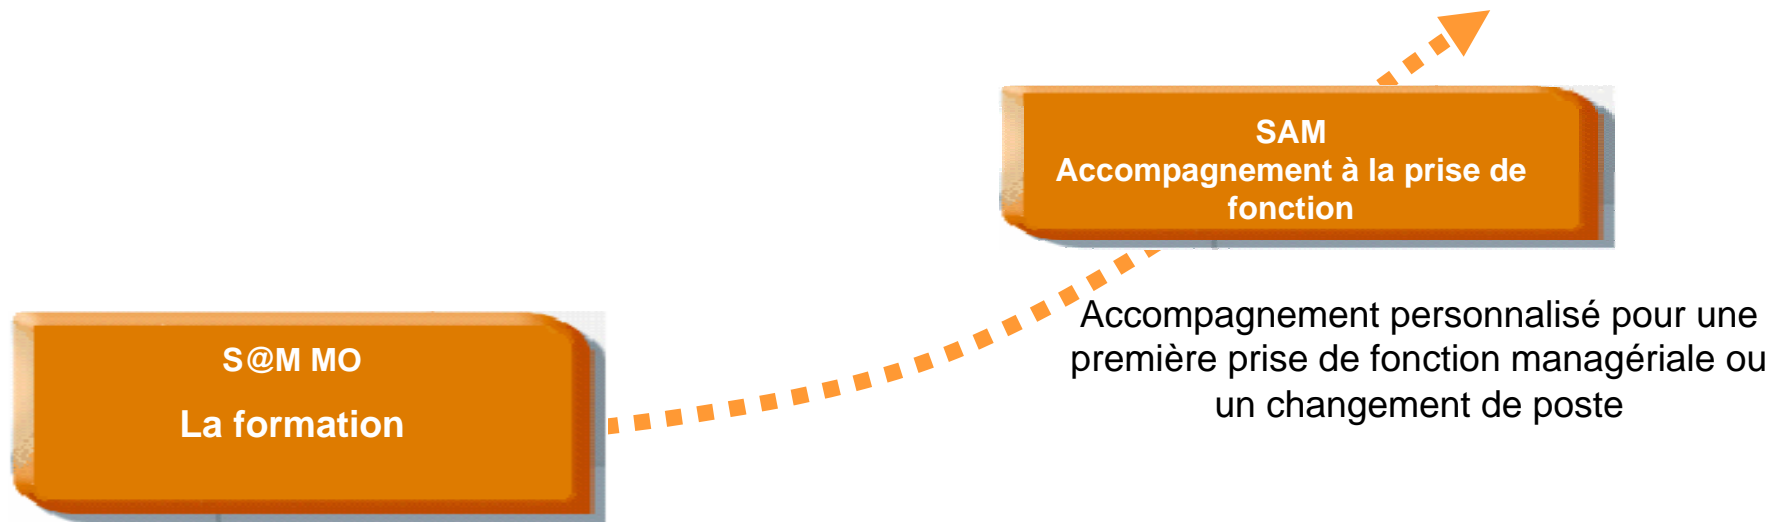 SAM
Accompagnement à la prise de
fonction
Accompagnement personnalisé pour une
première prise de fonction managériale ou
un changement de poste
S@M MO
La formation